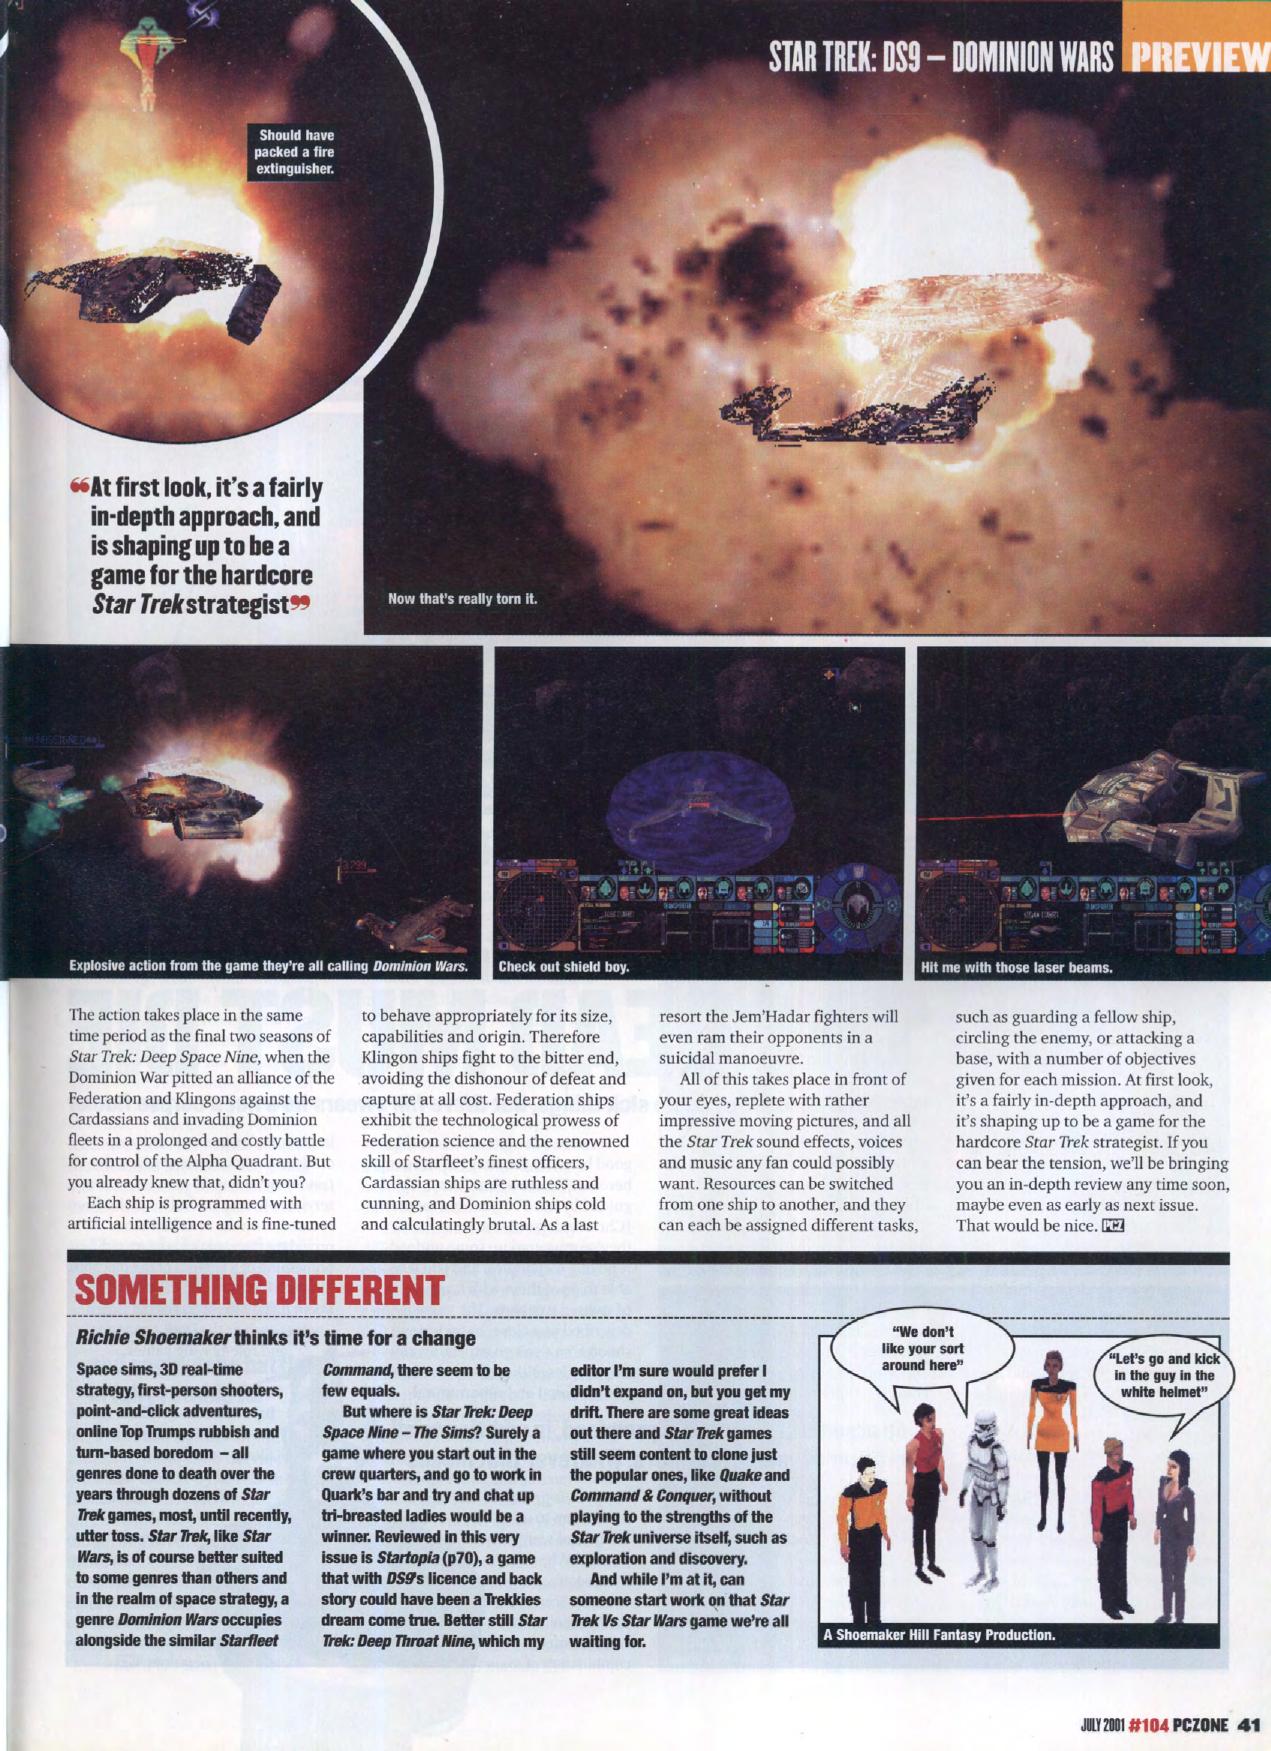 STAR TREK: DS9 – DOMINION WARS PREVIEW
Should have
packed a fire
extinguisher.
“At first look, it's a fairly
in-depth approach, and
is shaping up to be a
game for the hardcore
Star Trek strategist”
Now that's really torn it.
Explosive action from the game they're all calling Dominion Wars.
Check out shield boy.
Hit me with those laser beams.
The action takes place in the same
time period as the final two seasons of
Star Trek: Deep Space Nine, when the
Dominion War pitted an alliance of the
Federation and Klingons against the
Cardassians and invading Dominion
fleets in a prolonged and costly battle
for control of the Alpha Quadrant. But
you already knew that, didn't you?
Each ship is programmed with
artificial intelligence and is fine-tuned
to behave appropriately for its size,
capabilities and origin. Therefore
Klingon ships fight to the bitter end,
avoiding the dishonour of defeat and
capture at all cost. Federation ships
exhibit the technological prowess of
Federation science and the renowned
skill of Starfleet's finest officers,
Cardassian ships are ruthless and
cunning, and Dominion ships cold
and calculatingly brutal. As a last
resort the Jem'Hadar fighters will
even ram their opponents in a
suicidal manoeuvre.
All of this takes place in front of
your eyes, replete with rather
impressive moving pictures, and all
the Star Trek sound effects, voices
and music any fan could possibly
want. Resources can be switched
from one ship to another, and they
can each be assigned different tasks,
such as guarding a fellow ship,
circling the enemy, or attacking a
base, with a number of objectives
given for each mission. At first look,
it's a fairly in-depth approach, and
it's shaping up to be a game for the
hardcore Star Trek strategist. If you
can bear the tension, we'll be bringing
you an in-depth review any time soon,
maybe even as early as next issue.
That would be nice. PCZ
SOMETHING DIFFERENT
Richie Shoemaker thinks it's time for a change
Space sims, 3D real-time
strategy, first-person shooters,
point-and-click adventures,
online Top Trumps rubbish and
turn-based boredom – all
genres done to death over the
years through dozens of Star
Trek games, most, until recently,
utter toss. Star Trek, like Star
Wars, is of course better suited
to some genres than others and
in the realm of space strategy, a
genre Dominion Wars occupies
alongside the similar Starfleet
Command, there seem to be
few equals.
But where is Star Trek: Deep
Space Nine – The Sims? Surely a
game where you start out in the
crew quarters, and go to work in
Quark's bar and try and chat up
tri-breasted ladies would be a
winner. Reviewed in this very
issue is Startopia (p70), a game
that with DS9's licence and back
story could have been a Trekkies
dream come true. Better still Star
Trek: Deep Throat Nine, which my
editor I'm sure would prefer I
didn't expand on, but you get my
drift. There are some great ideas
out there and Star Trek games
still seem content to clone just
the popular ones, like Quake and
Command & Conquer, without
playing to the strengths of the
Star Trek universe itself, such as
exploration and discovery.
And while I'm at it, can
someone start work on that Star
Trek Vs Star Wars game we're all
waiting for.
“We don't
like your sort
around here”
“Let's go and kick
in the guy in the
white helmet”
A Shoemaker Hill Fantasy Production.
JULY 2001 #104 PCZONE 41